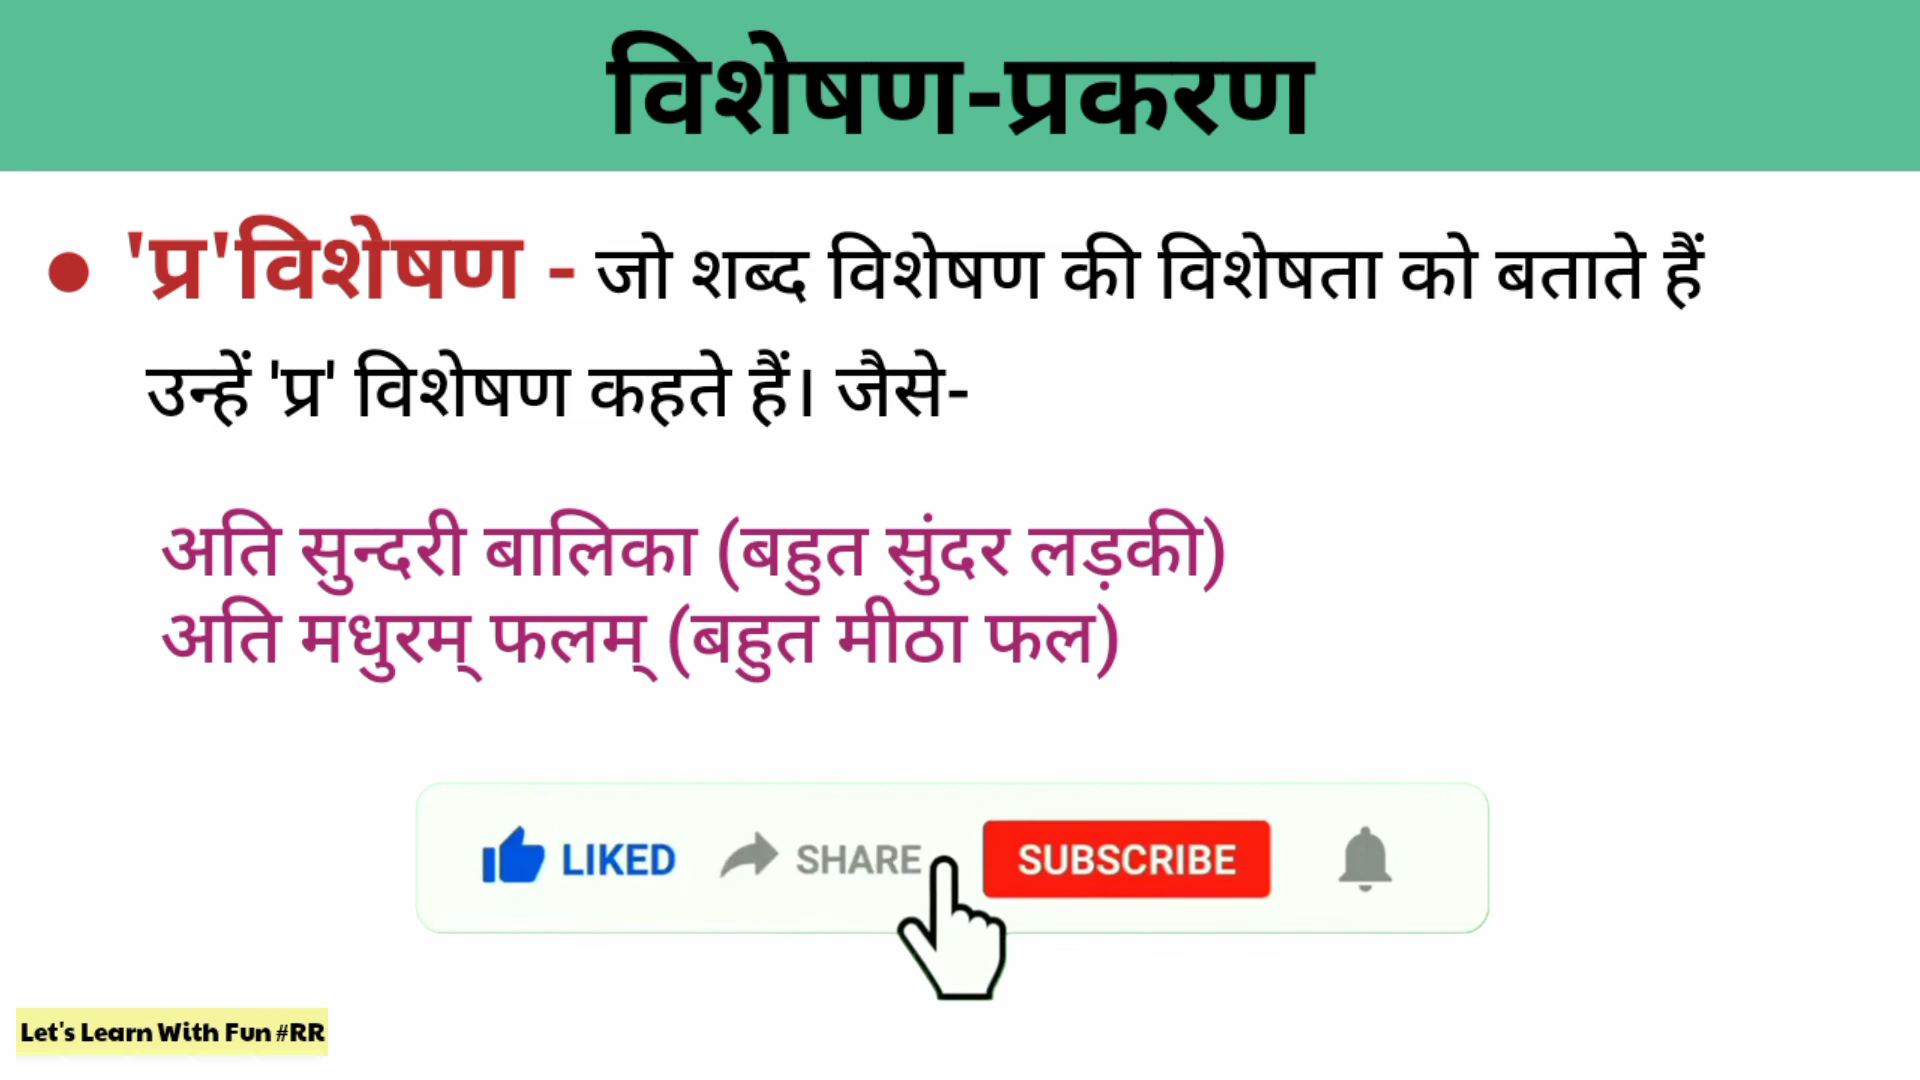 विशेषण-प्रकरण
• 'प्र'विशेषण - जो शब्द विशेषण की विशेषता को बताते हैं
उन्हें 'प्र' विशेषण कहते हैं। जैसे-
अति सुन्दरी बालिका (बहुत सुंदर लड़की)
अति मधुरम् फलम् (बहुत मीठा फल)
LIKED SHARE SUBSCRIBE
Let's Learn With Fun #RR